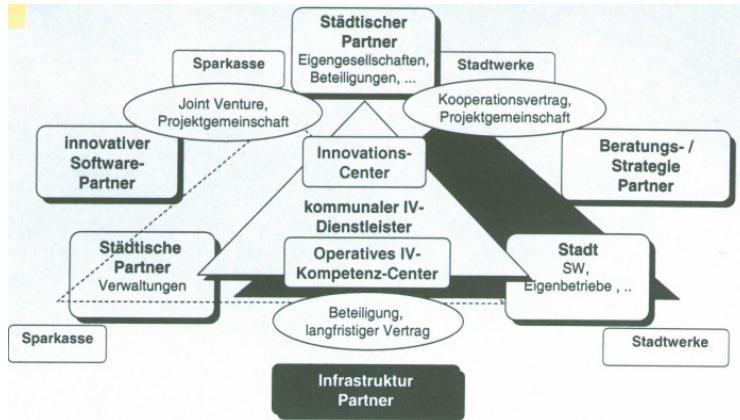 Städtischer
Partner
Eigengesellschaften,
Beteiligungen, ...
Sparkasse
Stadtwerke
Joint Venture,
Projektgemeinschaft
Kooperationsvertrag,
Projektgemeinschaft
innovativer
Software-
Partner
Innovations-
Center
Beratungs- /
Strategie
Partner
kommunaler IV-
Dienstleister
Städtische
Partner
Verwaltungen
Operatives IV-
Kompetenz-Center
Stadt
SW,
Eigenbetriebe , ..
Beteiligung,
langfristiger Vertrag
Sparkasse
Stadtwerke
Infrastruktur
Partner